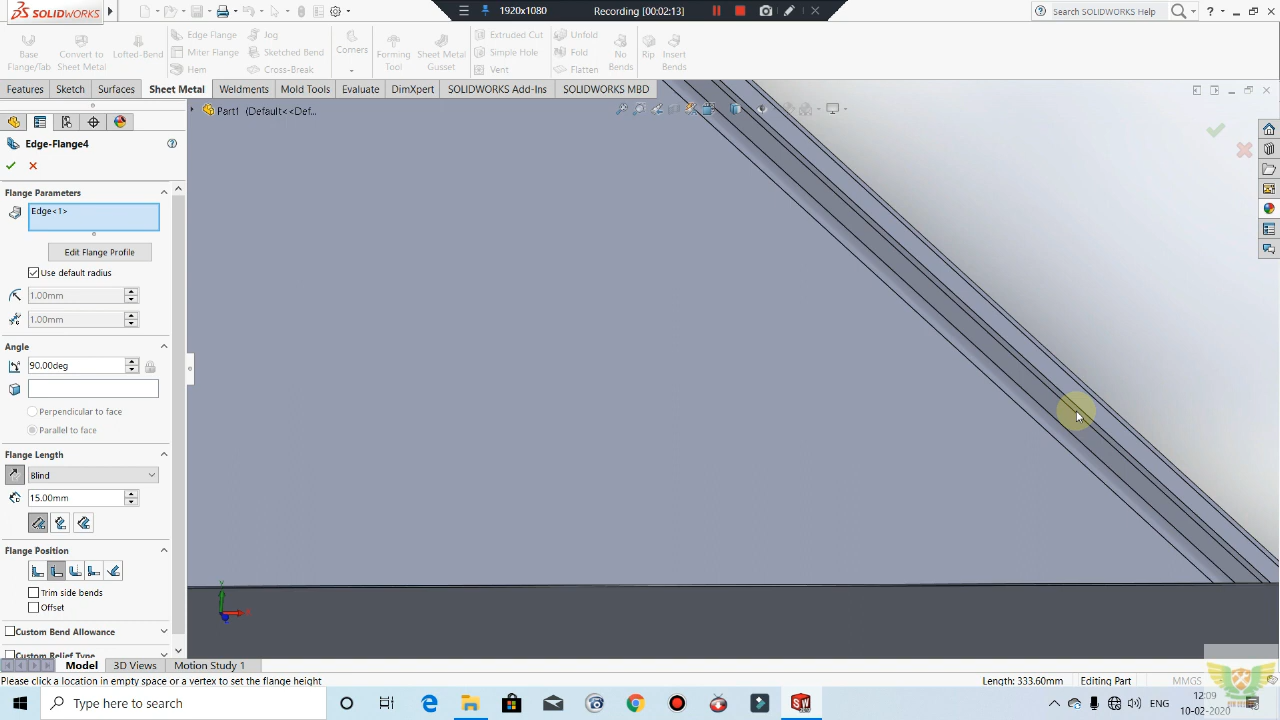 SOLIDWORKS
1920x1080
Recording [00:02:13]
Search SOLIDWORKS Help
?
Base Flange/Tab
Convert to Sheet Metal
Lofted-Bend
Edge Flange
Miter Flange
Hem
Jog
Sketched Bend
Cross-Break
Corners
Forming Tool
Sheet Metal Gusset
Extruded Cut
Simple Hole
Vent
Unfold
Fold
Flatten
No Bends
Rip
Insert Bends
Features
Sketch
Surfaces
Sheet Metal
Weldments
Mold Tools
Evaluate
DimXpert
SOLIDWORKS Add-Ins
SOLIDWORKS MBD
Part1 (Default<<Def...
Edge-Flange4
Flange Parameters
Edge<1>
Edit Flange Profile
Use default radius
1.00mm
1.00mm
Angle
90.00deg
Perpendicular to face
Parallel to face
Flange Length
Blind
15.00mm
Flange Position
Trim side bends
Offset
Custom Bend Allowance
Custom Relief Type
Y
Model
3D Views
Motion Study 1
Please click a location in empty space or a vertex to set the flange height
Length: 333.60mm
Editing Part
MMGS
Type here to search
ENG
12:09
10-02-2020